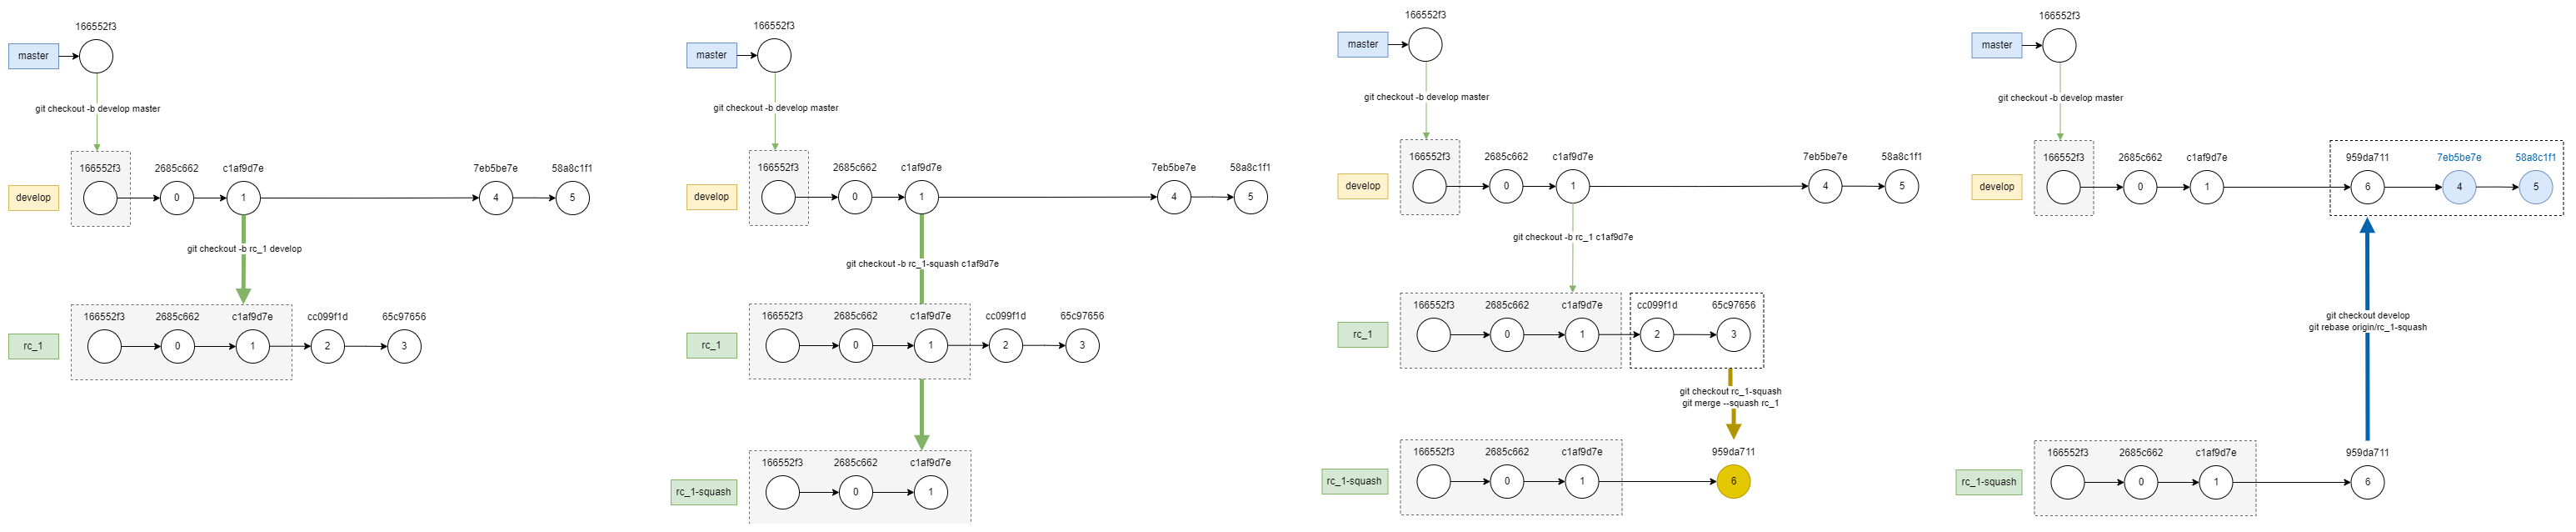 166552f3
master
git checkout -b develop master
166552f3
2685c662
c1af9d7e
7eb5be7e
58a8c1f1
develop
0
1
4
5
git checkout -b rc_1 develop
166552f3
2685c662
c1af9d7e
cc099f1d
65c97656
rc_1
0
1
2
3
166552f3
master
git checkout -b develop master
166552f3
2685c662
c1af9d7e
7eb5be7e
58a8c1f1
develop
0
1
4
5
git checkout -b rc_1-squash c1af9d7e
166552f3
2685c662
c1af9d7e
cc099f1d
65c97656
rc_1
0
1
2
3
166552f3
2685c662
c1af9d7e
rc_1-squash
0
1
166552f3
master
git checkout -b develop master
166552f3
2685c662
c1af9d7e
7eb5be7e
58a8c1f1
develop
0
1
4
5
git checkout -b rc_1 c1af9d7e
166552f3
2685c662
c1af9d7e
cc099f1d
65c97656
rc_1
0
1
2
3
git checkout rc_1-squash
git merge --squash rc_1
166552f3
2685c662
c1af9d7e
959da711
rc_1-squash
0
1
6
166552f3
master
git checkout -b develop master
166552f3
2685c662
c1af9d7e
959da711
7eb5be7e
58a8c1f1
develop
0
1
6
4
5
git checkout develop
git rebase origin/rc_1-squash
166552f3
2685c662
c1af9d7e
959da711
rc_1-squash
0
1
6